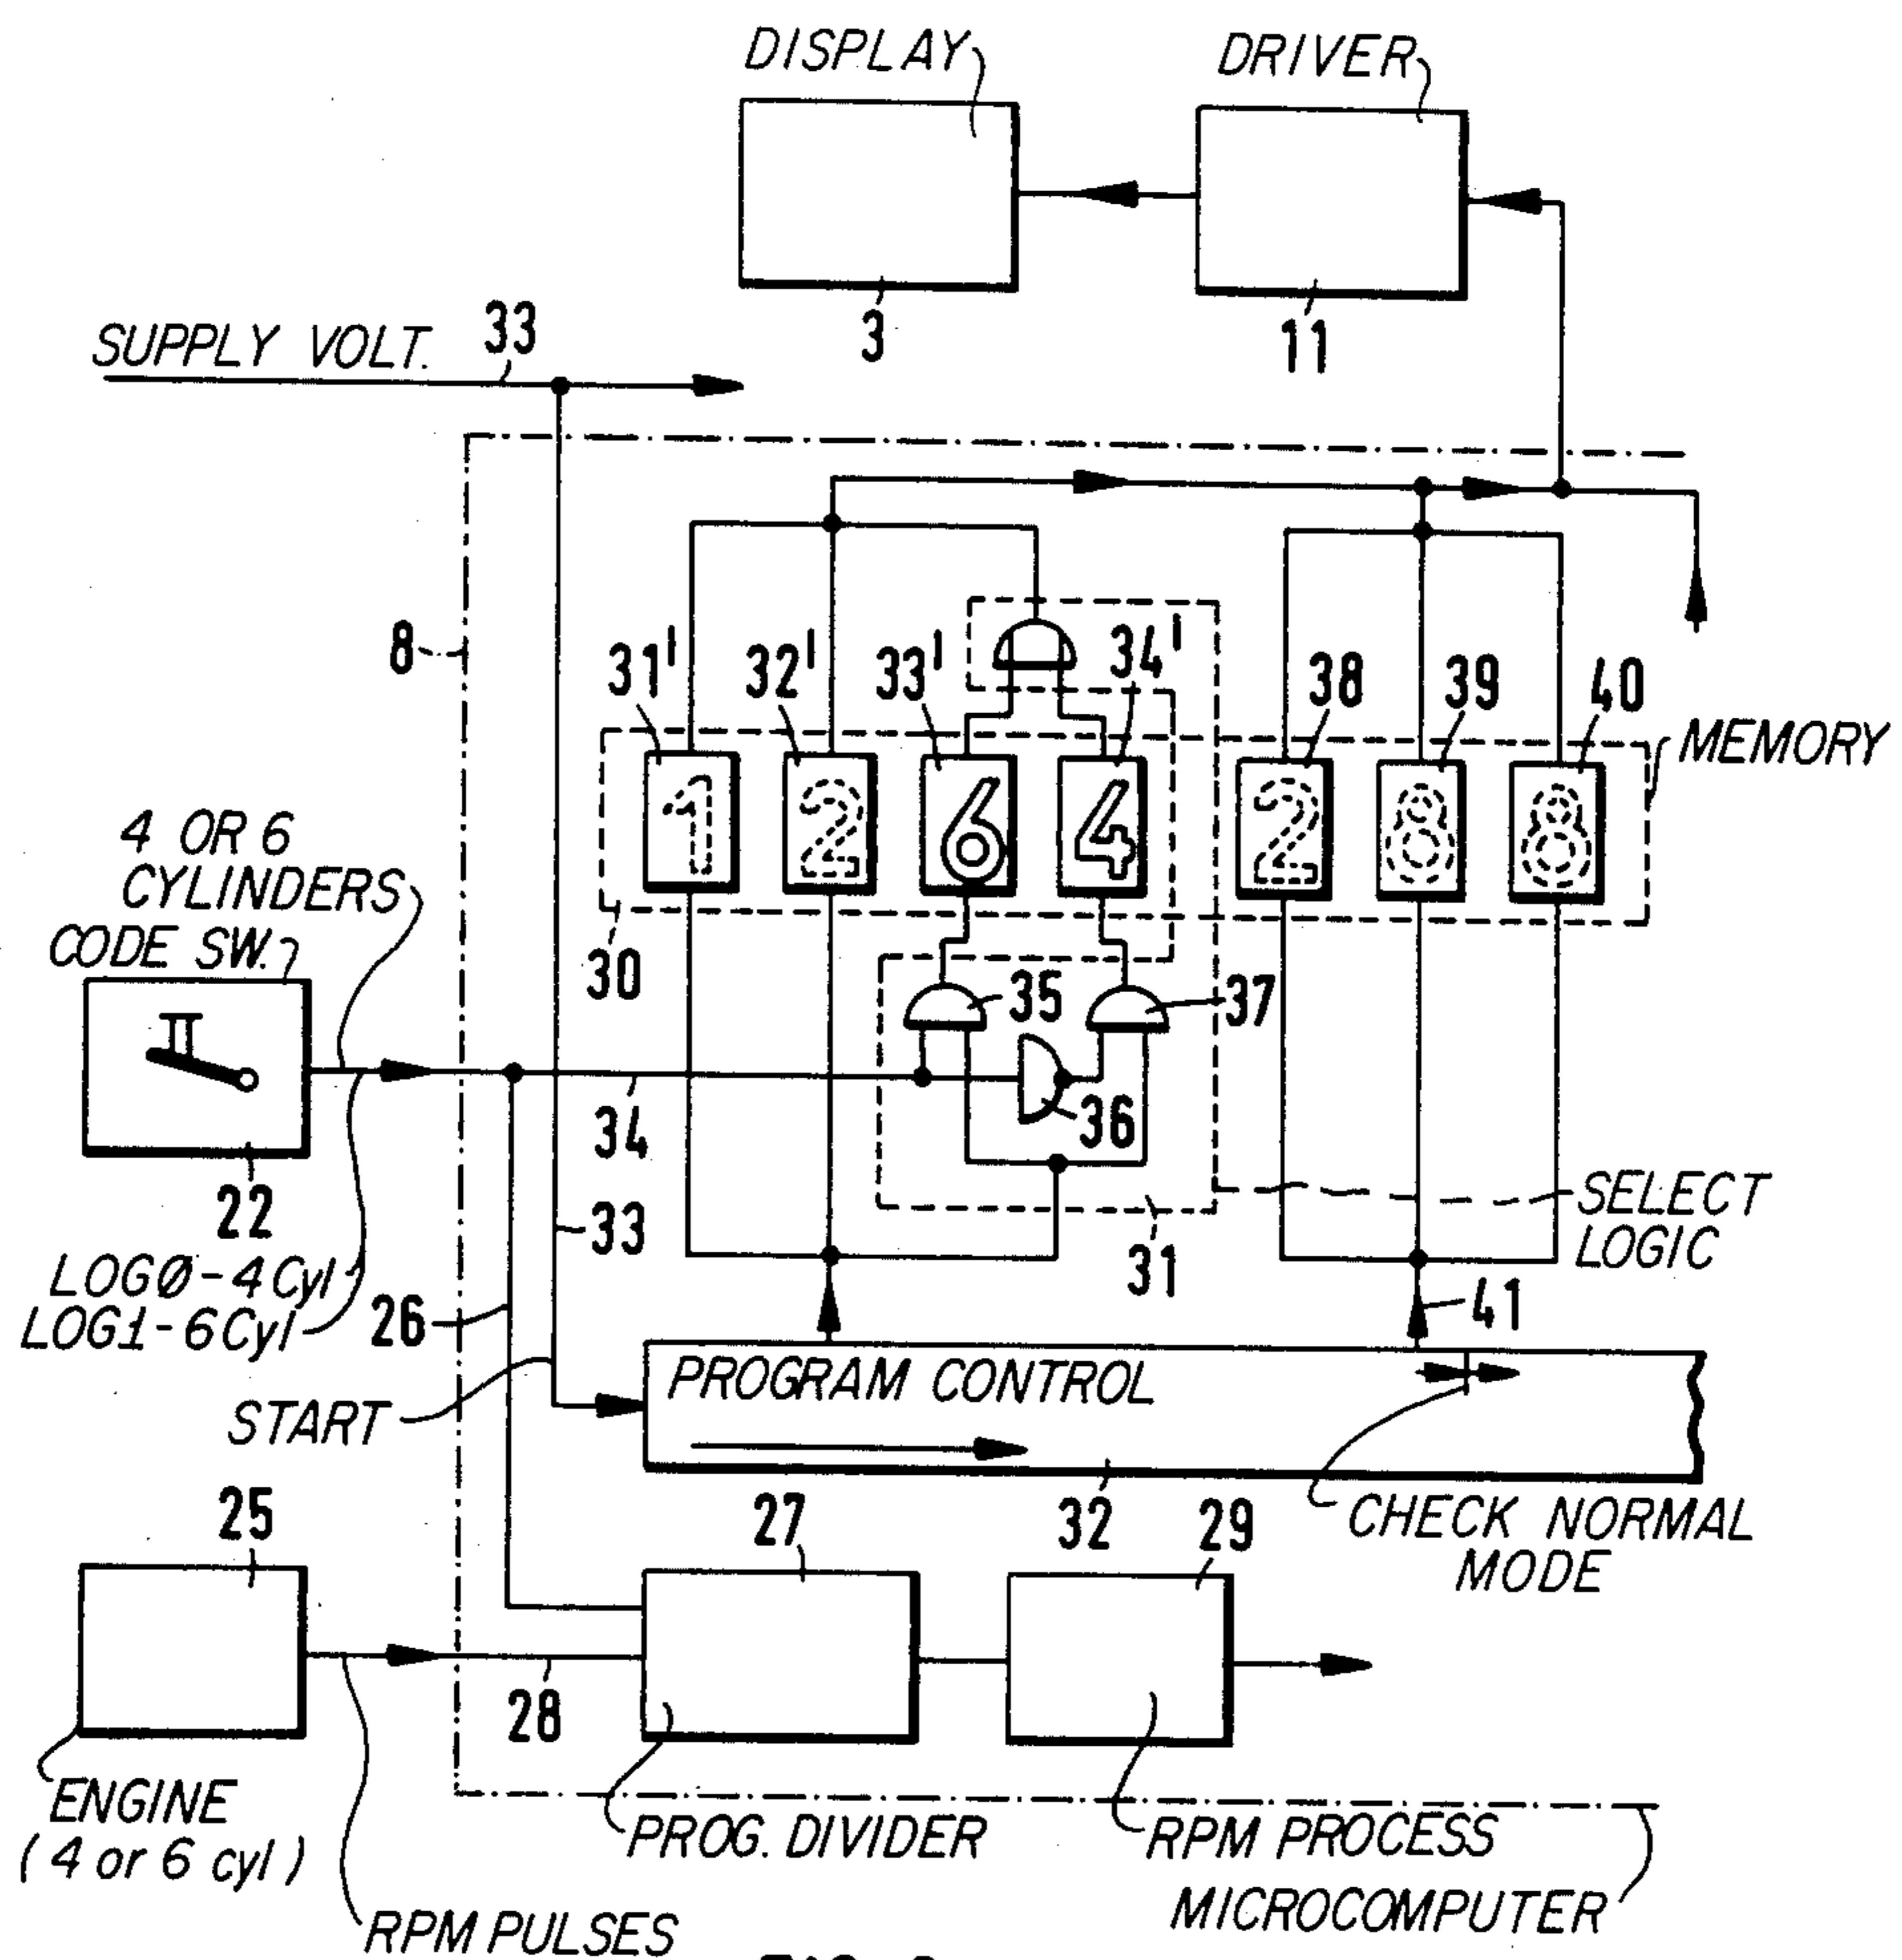 DISPLAY
DRIVER
3
11
SUPPLY VOLT.
33
8
31'
32'
33'
34'
38
39
40
MEMORY
1
2
6
4
2
8
8
4 OR 6
CYLINDERS
CODE SW.
30
35
37
36
34
22
33
31
SELECT
LOGIC
LOGØ-4Cyl
LOG1-6Cyl
26
41
START
PROGRAM CONTROL
32
CHECK NORMAL
MODE
25
27
29
28
ENGINE
(4 or 6 cyl)
PROG. DIVIDER
RPM PROCESS
MICROCOMPUTER
RPM PULSES